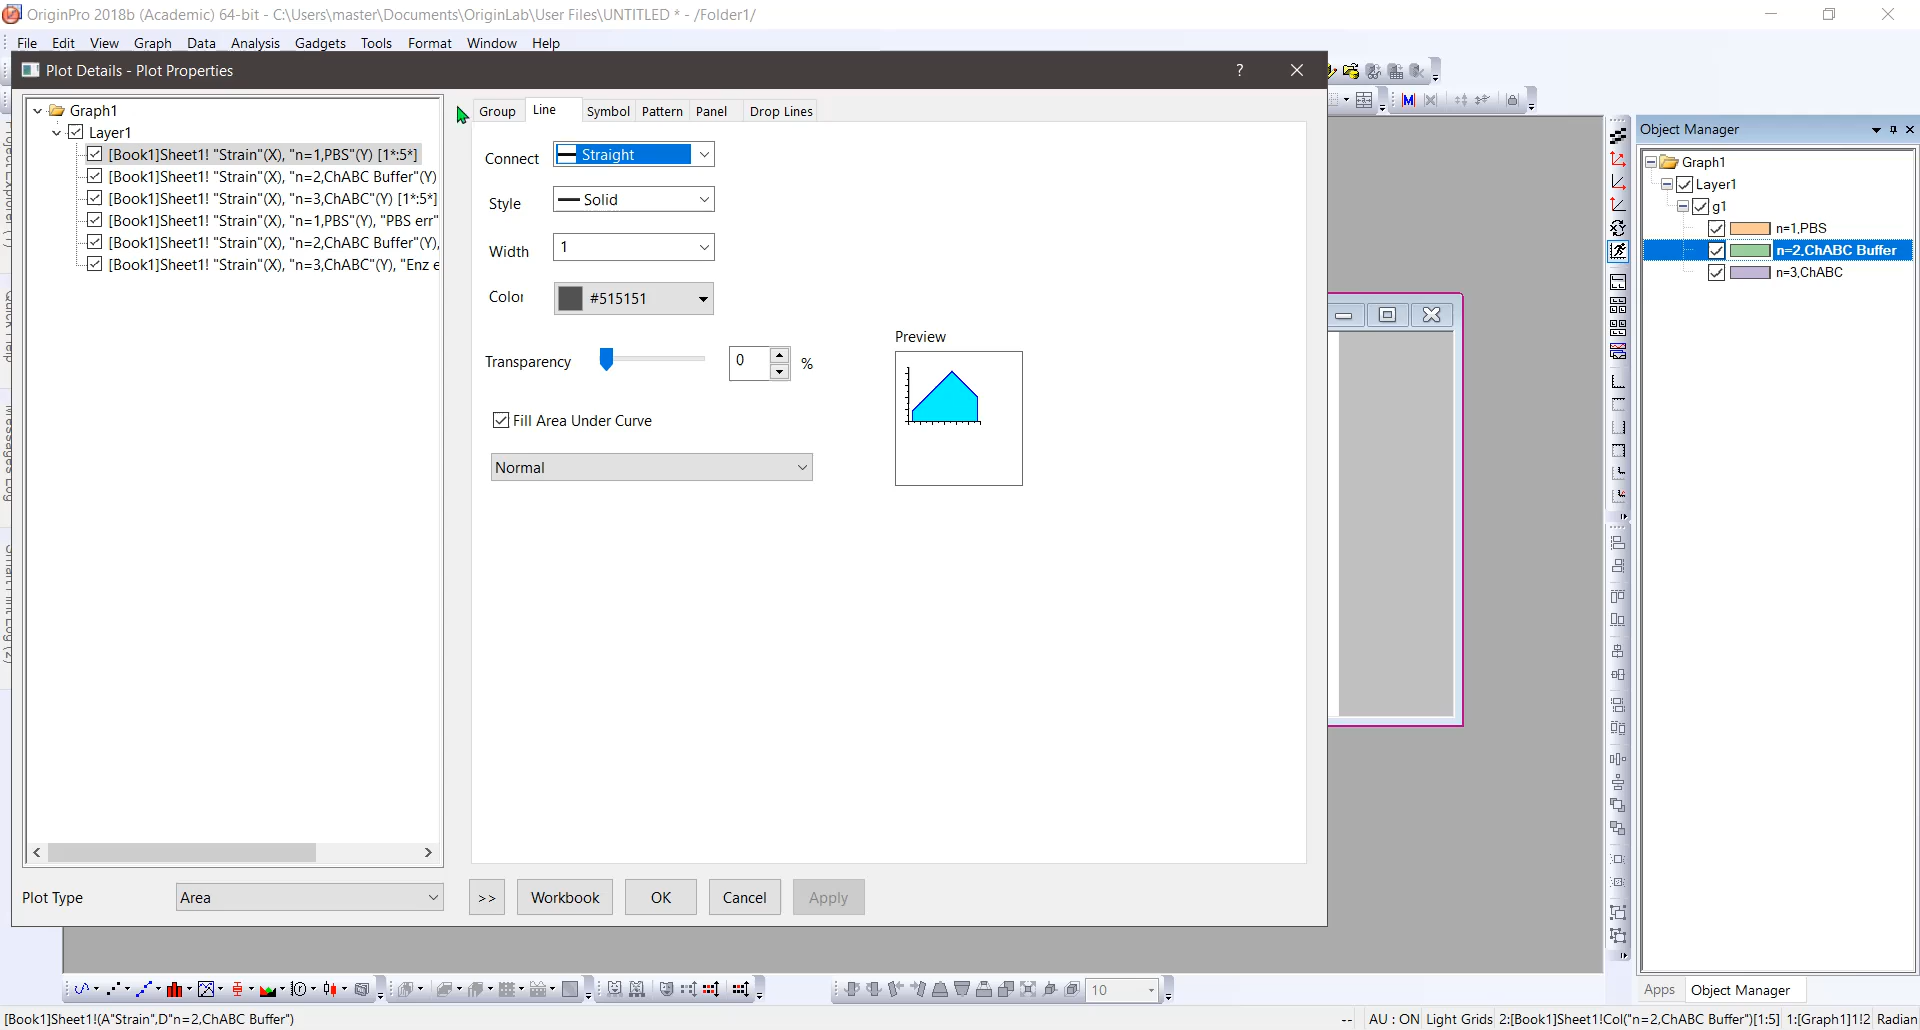 OriginPro 2018b (Academic) 64-bit - C:\Users\master\Documents\OriginLab\User Files\UNTITLED * - /Folder1/
File Edit View Graph Data Analysis Gadgets Tools Format Window Help
Plot Details - Plot Properties
Graph1
Layer1
[Book1]Sheet1! "Strain"(X), "n=1,PBS"(Y) [1*:5*]
[Book1]Sheet1! "Strain"(X), "n=2,ChABC Buffer"(Y)
[Book1]Sheet1! "Strain"(X), "n=3,ChABC"(Y) [1*:5*]
[Book1]Sheet1! "Strain"(X), "n=1,PBS"(Y), "PBS err"
[Book1]Sheet1! "Strain"(X), "n=2,ChABC Buffer"(Y),
[Book1]Sheet1! "Strain"(X), "n=3,ChABC"(Y), "Enz e
Group Line Symbol Pattern Panel Drop Lines
Connect Straight
Style Solid
Width 1
Color #515151
Transparency 0 %
Fill Area Under Curve
Normal
Preview
Plot Type Area
>> Workbook OK Cancel Apply
Object Manager
Graph1
Layer1
g1
n=1,PBS
n=2,ChABC Buffer
n=3,ChABC
10
Apps Object Manager
[Book1]Sheet1!(A"Strain",D"n=2,ChABC Buffer")
-- AU : ON Light Grids 2:[Book1]Sheet1!Col("n=2,ChABC Buffer")[1:5] 1:[Graph1]1!2 Radian